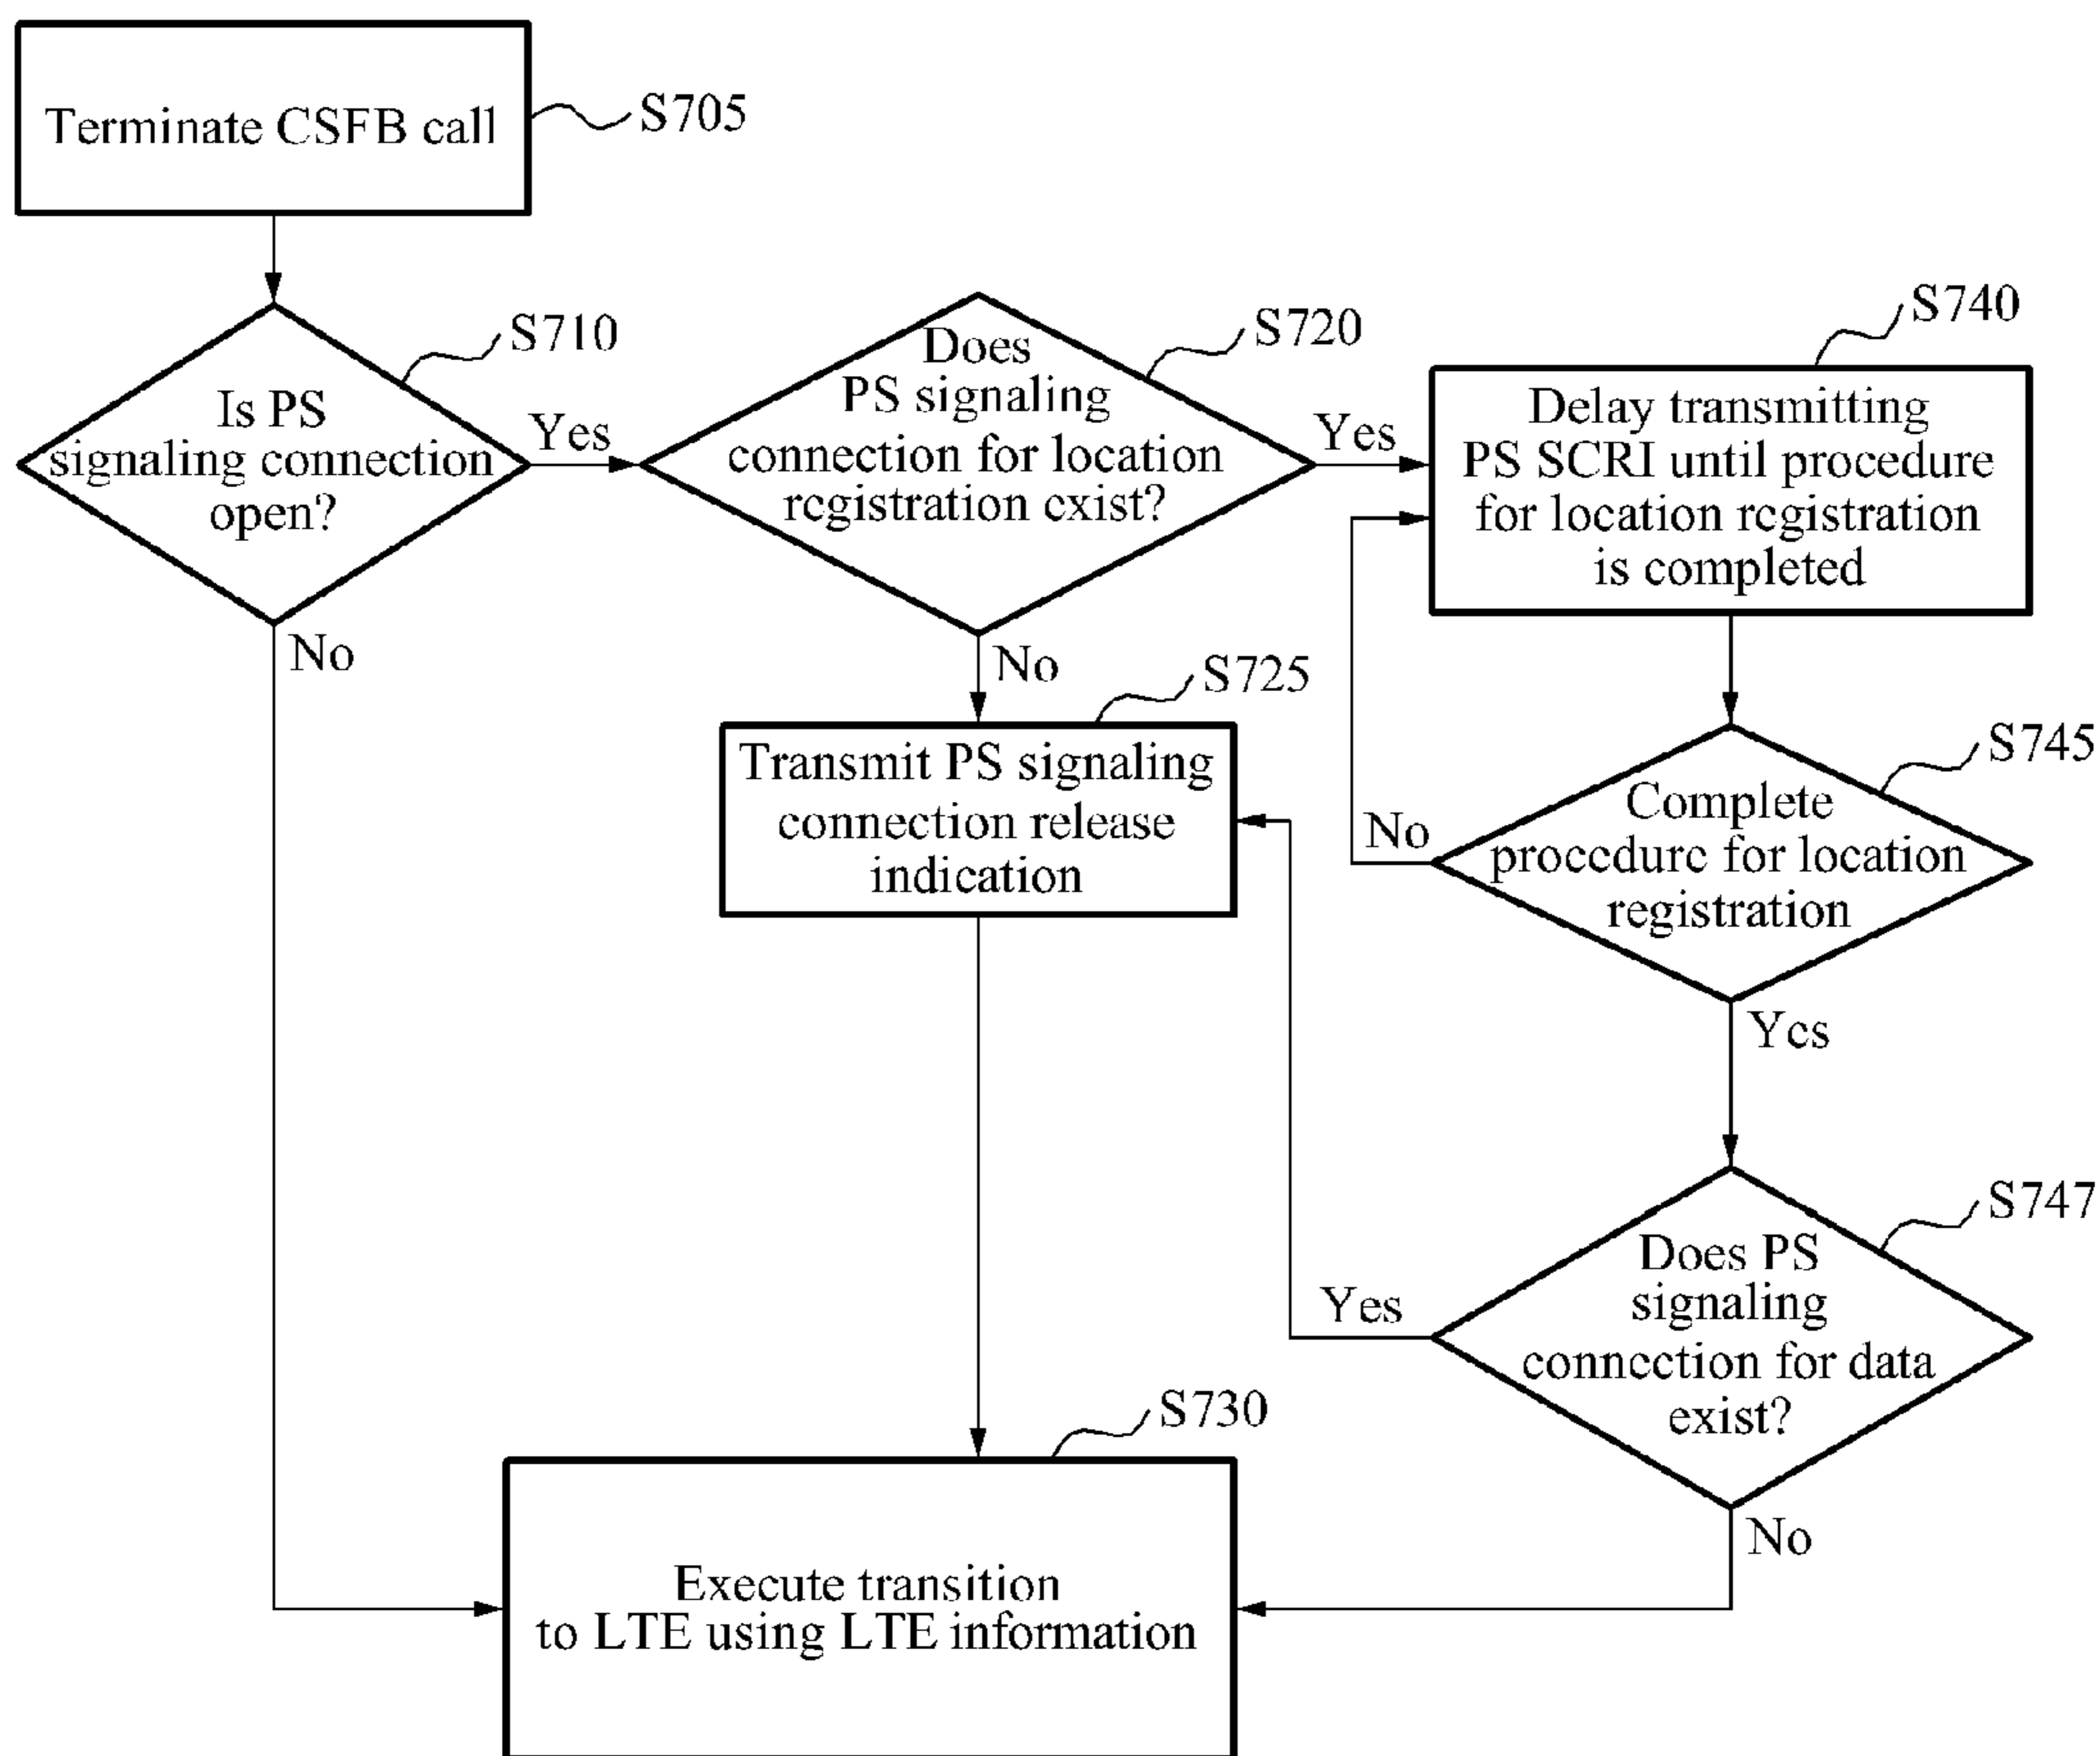 Terminate CSFB call
S705
Is PS
signaling connection
open?
S710
Yes
No
Does
PS signaling
connection for location
registration exist?
S720
Yes
No
Delay transmitting
PS SCRI until procedure
for location registration
is completed
S740
Transmit PS signaling
connection release
indication
S725
Complete
procedure for location
registration
S745
No
Yes
Does PS
signaling
connection for data
exist?
S747
Yes
No
Execute transition
to LTE using LTE information
S730